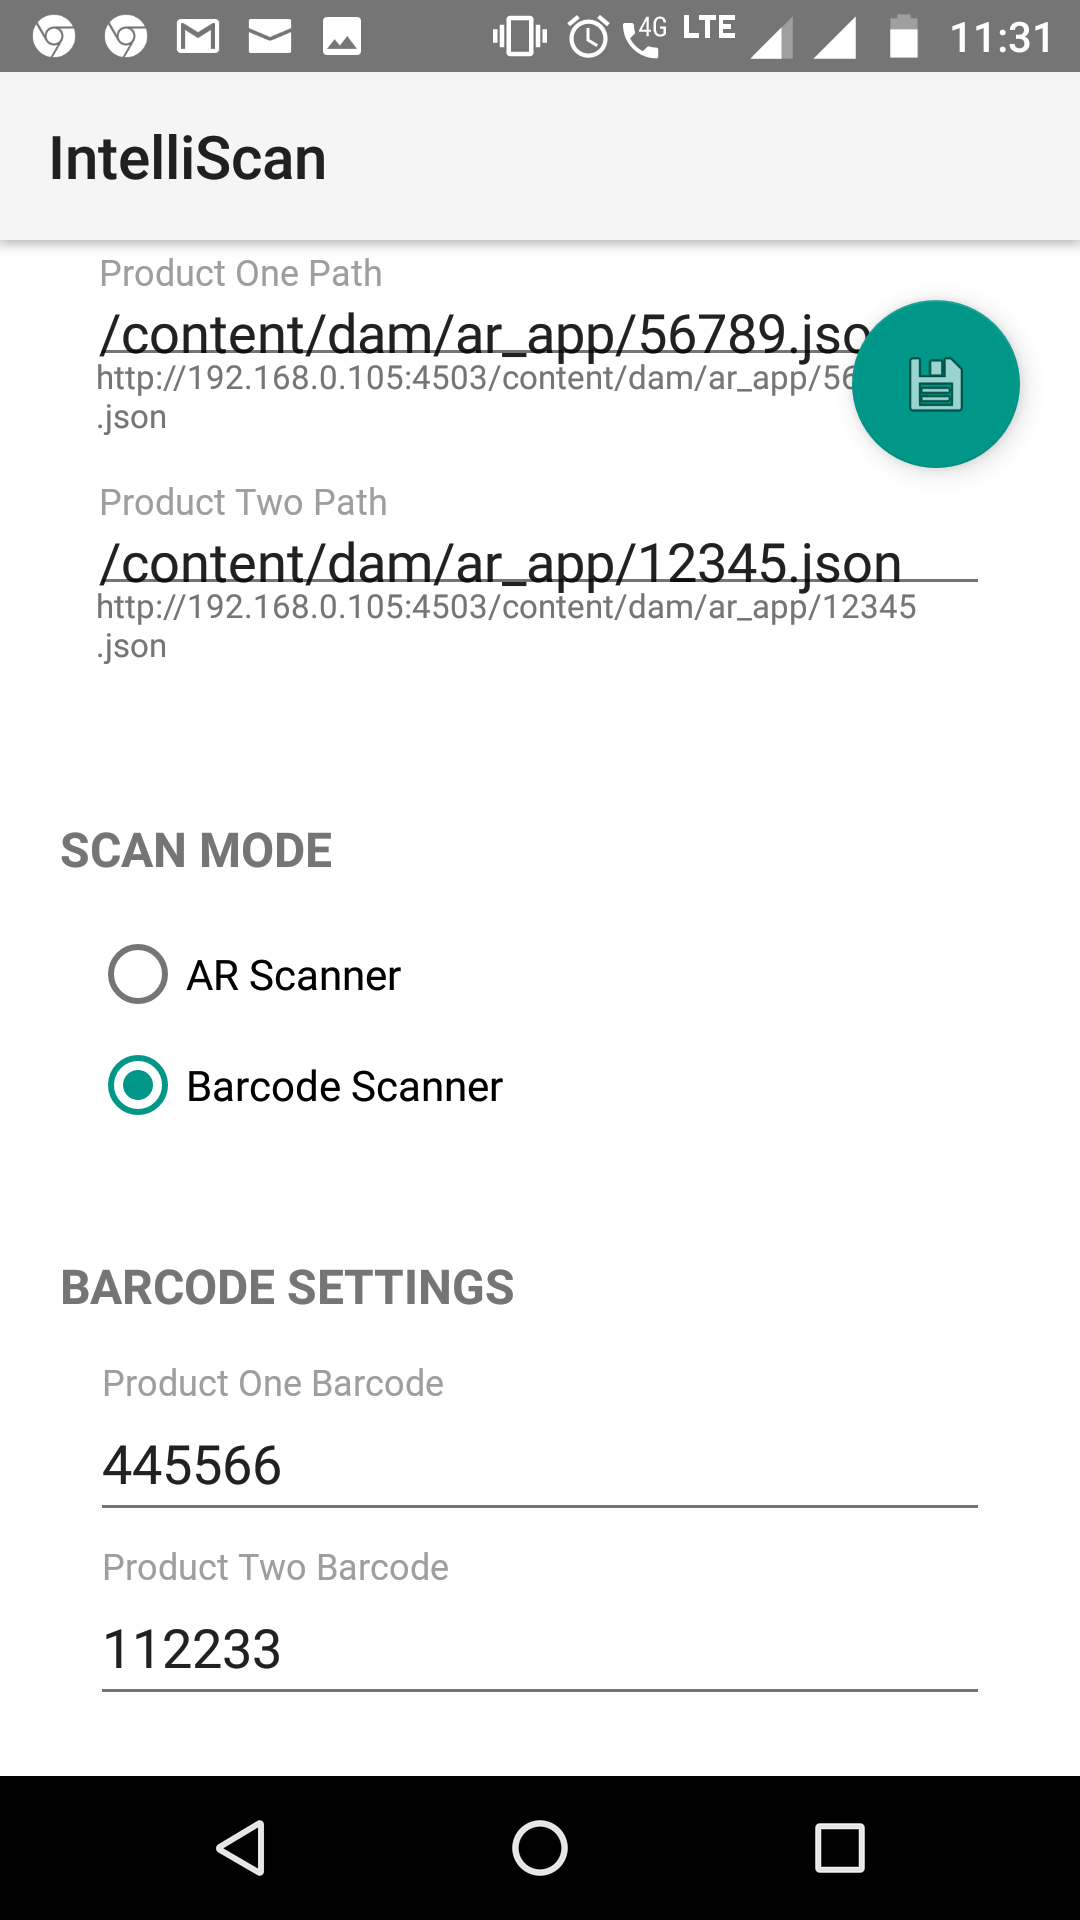 4G LTE 11:31
IntelliScan
Product One Path
/content/dam/ar_app/56789.jso
http://192.168.0.105:4503/content/dam/ar_app/56
.json
Product Two Path
/content/dam/ar_app/12345.json
http://192.168.0.105:4503/content/dam/ar_app/12345
.json
SCAN MODE
AR Scanner
Barcode Scanner
BARCODE SETTINGS
Product One Barcode
445566
Product Two Barcode
112233